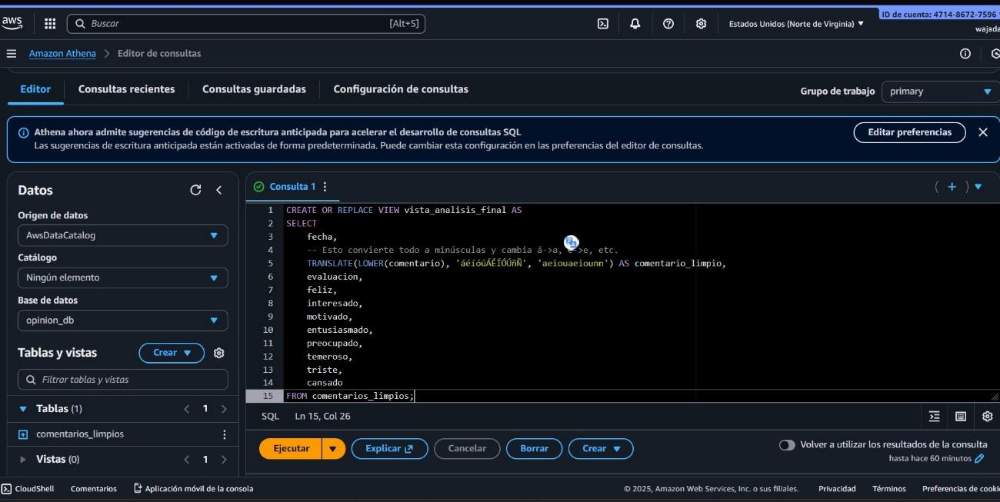 aws
Buscar [Alt+S]
Estados Unidos (Norte de Virginia)
ID de cuenta: 4714-8672-7596
Amazon Athena > Editor de consultas
Editor Consultas recientes Consultas guardadas Configuración de consultas
Grupo de trabajo primary
Athena ahora admite sugerencias de código de escritura anticipada para acelerar el desarrollo de consultas SQL
Las sugerencias de escritura anticipada están activadas de forma predeterminada. Puede cambiar esta configuración en las preferencias del editor de consultas.
Editar preferencias
Datos
Origen de datos
AwsDataCatalog
Catálogo
Ningún elemento
Base de datos
opinion_db
Tablas y vistas Crear
Filtrar tablas y vistas
Tablas (1) < 1 >
comentarios_limpios
Vistas (0) < 1 >
Consulta 1
1 CREATE OR REPLACE VIEW vista_analisis_final AS
2 SELECT
3 fecha,
4 -- Esto convierte todo a minúsculas y cambia á->a, >e, etc.
5 TRANSLATE(LOWER(comentario), 'áéíóúÁÉÍÓÚñÑ', 'aeiouaeiounn') AS comentario_limpio,
6 evaluacion,
7 feliz,
8 interesado,
9 motivado,
10 entusiasmado,
11 preocupado,
12 temeroso,
13 triste,
14 cansado
15 FROM comentarios_limpios;
SQL Ln 15, Col 26
Ejecutar Explicar Cancelar Borrar Crear
Volver a utilizar los resultados de la consulta
hasta hace 60 minutos
CloudShell Comentarios Aplicación móvil de la consola
© 2025, Amazon Web Services, Inc. o sus filiales. Privacidad Términos Preferencias de